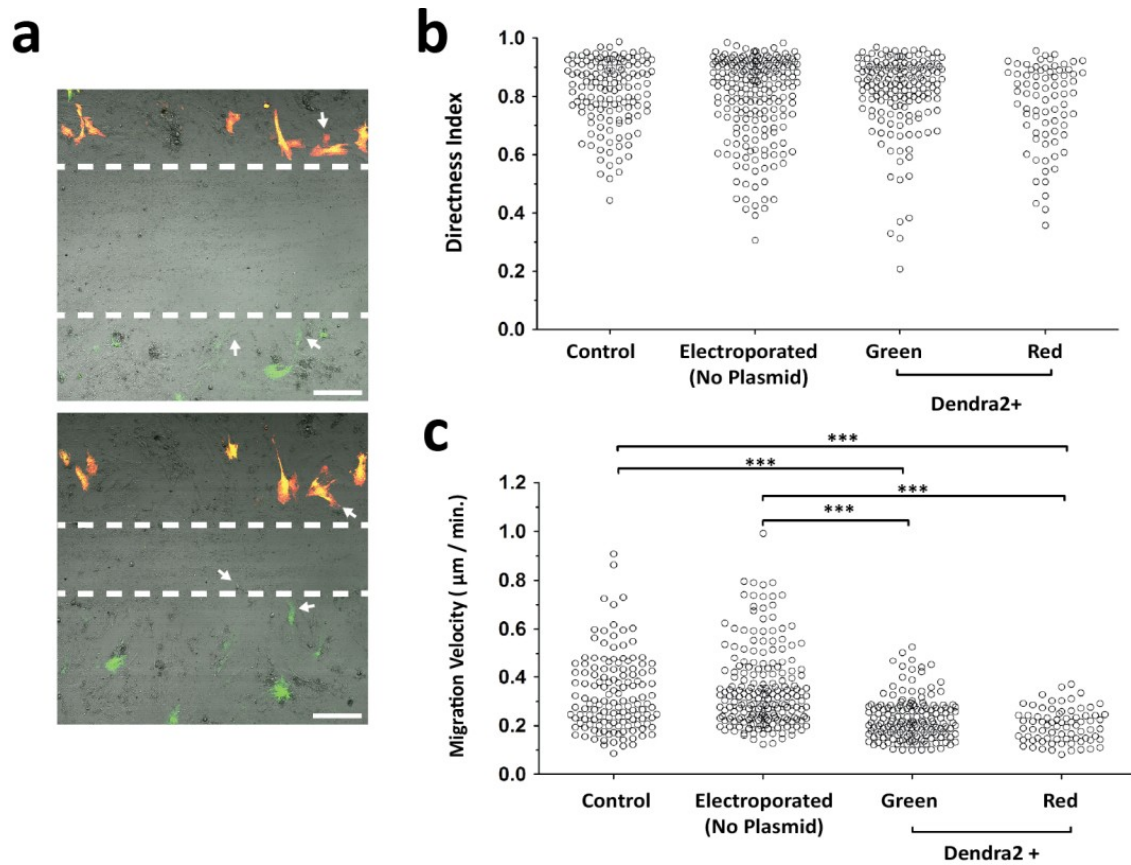 a
b
Directness Index
1.0
0.8
0.6
0.4
0.2
0.0
Control
Electroporated
(No Plasmid)
Green
Red
Dendra2+
c
***
***
***
***
Migration Velocity ( µm / min.)
1.2
1.0
0.8
0.6
0.4
0.2
0.0
Control
Electroporated
(No Plasmid)
Green
Red
Dendra2 +